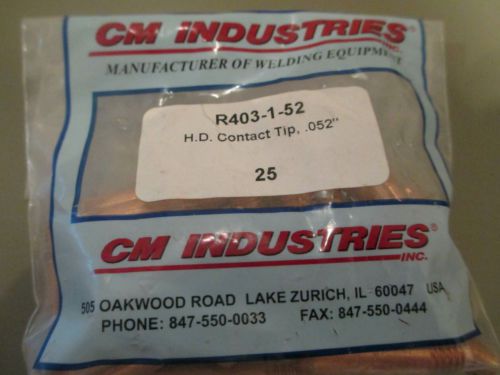 CM INDUSTRIES®
INC.
MANUFACTURER OF WELDING EQUIPMENT
R403-1-52
H.D. Contact Tip, .052"
25
CM INDUSTRIES®
INC.
505 OAKWOOD ROAD LAKE ZURICH, IL 60047 USA
PHONE: 847-550-0033 FAX: 847-550-0444